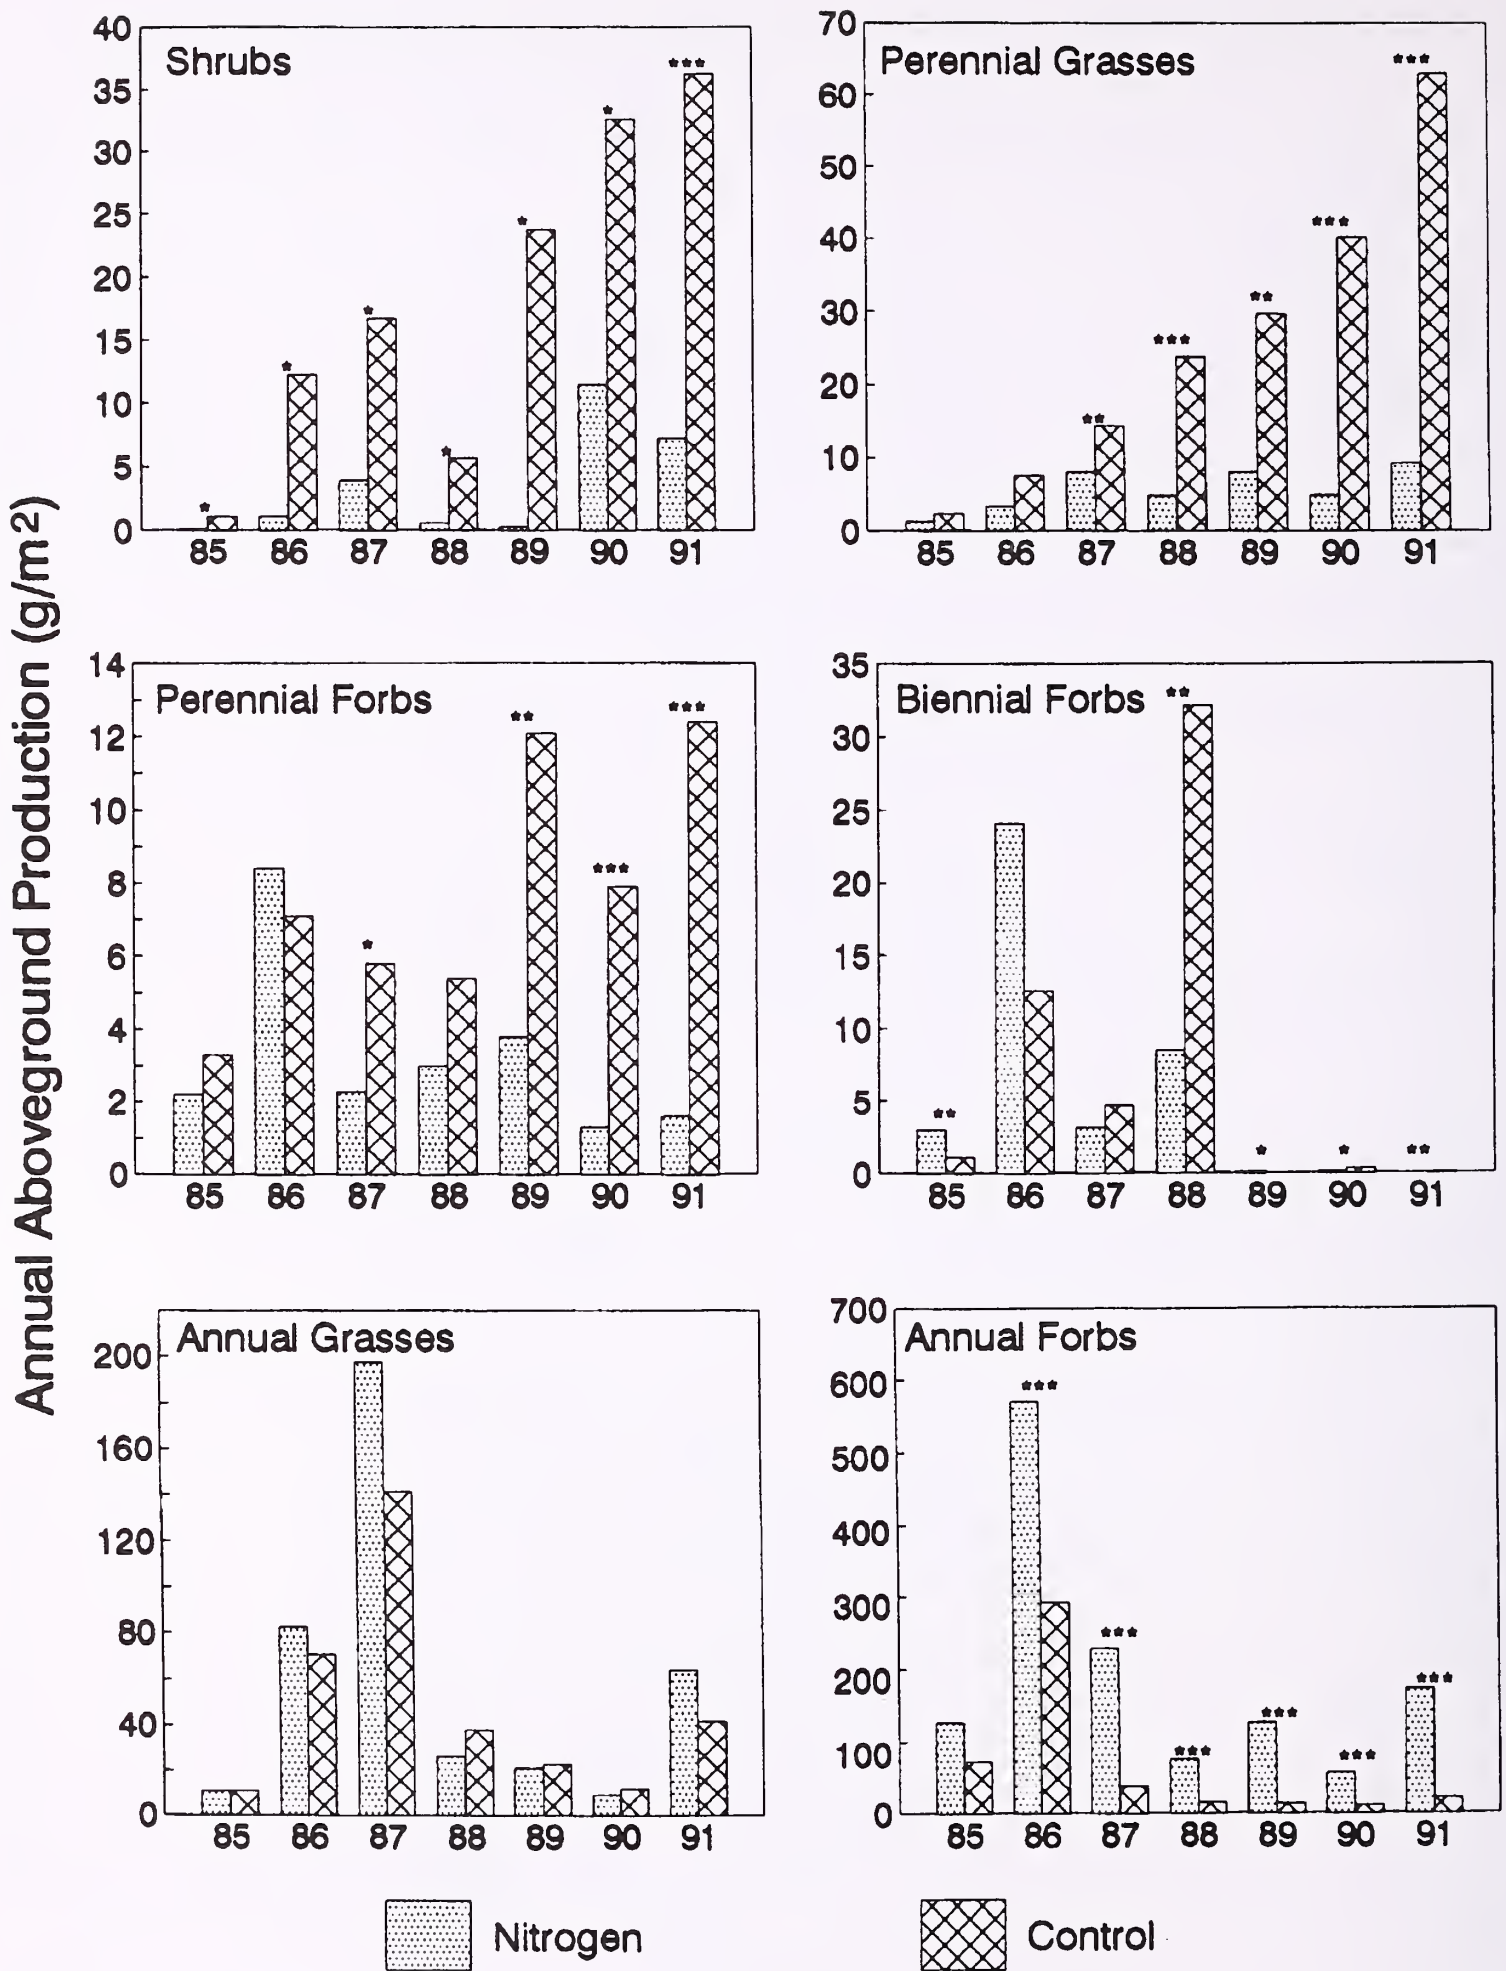 Annual Aboveground Production (g/m²)
Shrubs
40
35
30
25
20
15
10
5
0
* * * * * * ***
85 86 87 88 89 90 91
Perennial Grasses
70
60
50
40
30
20
10
0
** *** ** *** ***
85 86 87 88 89 90 91
Perennial Forbs
14
12
10
8
6
4
2
0
* ** *** ***
85 86 87 88 89 90 91
Biennial Forbs
35
30
25
20
15
10
5
0
** ** * * **
85 86 87 88 89 90 91
Annual Grasses
200
160
120
80
40
0
85 86 87 88 89 90 91
Annual Forbs
700
600
500
400
300
200
100
0
*** *** *** *** *** ***
85 86 87 88 89 90 91
Nitrogen
Control